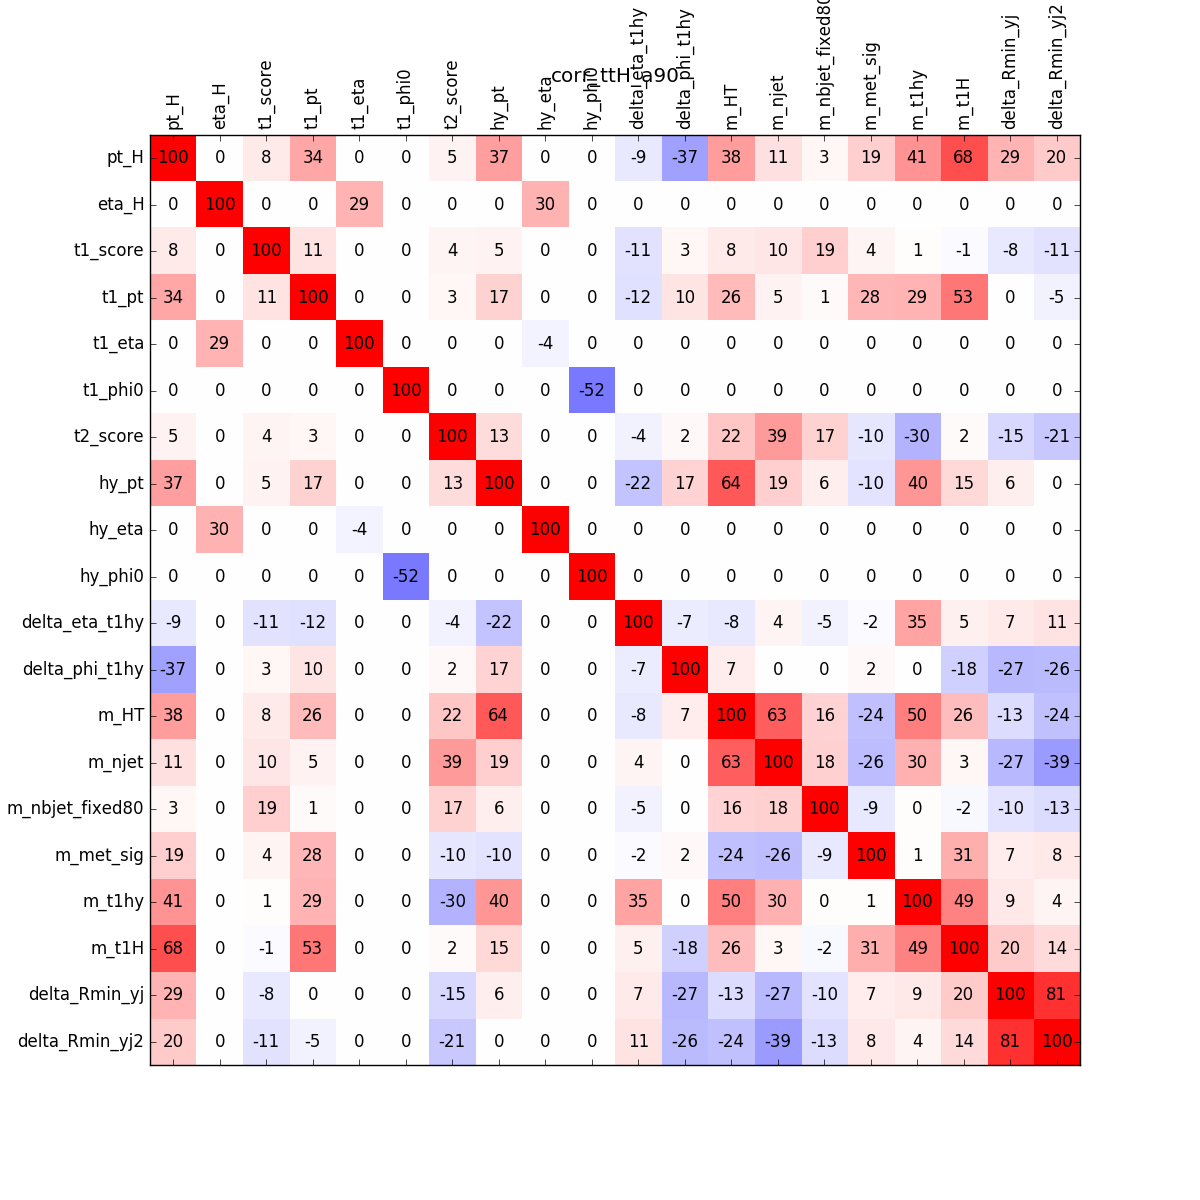 corr_ttH_a90
pt_H eta_H t1_score t1_pt t1_eta t1_phi0 t2_score hy_pt hy_eta hy_phi0 delta_eta_t1hy delta_phi_t1hy m_HT m_njet m_nbjet_fixed80 m_met_sig m_t1hy m_t1H delta_Rmin_yj delta_Rmin_yj2
pt_H 100 0 8 34 0 0 5 37 0 0 -9 -37 38 11 3 19 41 68 29 20
eta_H 0 100 0 0 29 0 0 0 30 0 0 0 0 0 0 0 0 0 0 0
t1_score 8 0 100 11 0 0 4 5 0 0 -11 3 8 10 19 4 1 -1 -8 -11
t1_pt 34 0 11 100 0 0 3 17 0 0 -12 10 26 5 1 28 29 53 0 -5
t1_eta 0 29 0 0 100 0 0 0 -4 0 0 0 0 0 0 0 0 0 0 0
t1_phi0 0 0 0 0 0 100 0 0 0 -52 0 0 0 0 0 0 0 0 0 0
t2_score 5 0 4 3 0 0 100 13 0 0 -4 2 22 39 17 -10 -30 2 -15 -21
hy_pt 37 0 5 17 0 0 13 100 0 0 -22 17 64 19 6 -10 40 15 6 0
hy_eta 0 30 0 0 -4 0 0 0 100 0 0 0 0 0 0 0 0 0 0 0
hy_phi0 0 0 0 0 0 -52 0 0 0 100 0 0 0 0 0 0 0 0 0 0
delta_eta_t1hy -9 0 -11 -12 0 0 -4 -22 0 0 100 -7 -8 4 -5 -2 35 5 7 11
delta_phi_t1hy -37 0 3 10 0 0 2 17 0 0 -7 100 7 0 0 2 0 -18 -27 -26
m_HT 38 0 8 26 0 0 22 64 0 0 -8 7 100 63 16 -24 50 26 -13 -24
m_njet 11 0 10 5 0 0 39 19 0 0 4 0 63 100 18 -26 30 3 -27 -39
m_nbjet_fixed80 3 0 19 1 0 0 17 6 0 0 -5 0 16 18 100 -9 0 -2 -10 -13
m_met_sig 19 0 4 28 0 0 -10 -10 0 0 -2 2 -24 -26 -9 100 1 31 7 8
m_t1hy 41 0 1 29 0 0 -30 40 0 0 35 0 50 30 0 1 100 49 9 4
m_t1H 68 0 -1 53 0 0 2 15 0 0 5 -18 26 3 -2 31 49 100 20 14
delta_Rmin_yj 29 0 -8 0 0 0 -15 6 0 0 7 -27 -13 -27 -10 7 9 20 100 81
delta_Rmin_yj2 20 0 -11 -5 0 0 -21 0 0 0 11 -26 -24 -39 -13 8 4 14 81 100